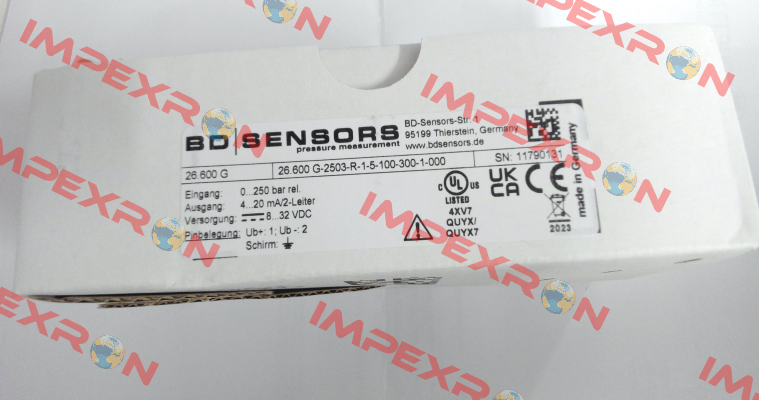 BD|SENSORS
pressure measurement
BD-Sensors-Str. 1
95199 Thierstein, Germany
www.bdsensors.de
26.600 G
26.600 G-2503-R-1-5-100-300-1-000
SN: 11790131
Eingang: 0...250 bar rel.
Ausgang: 4...20 mA/2-Leiter
Versorgung: 8...32 VDC
Pinbelegung: Ub+: 1; Ub -: 2
Schirm:
C UL US
LISTED
4XV7
QUYX/
QUYX7
UK
CA
CE
2023
made in Germany
IMPEXRON
IMPEXRON
IMPEXRON
IMPEXRON
IMPEXRON
IMPEXRON